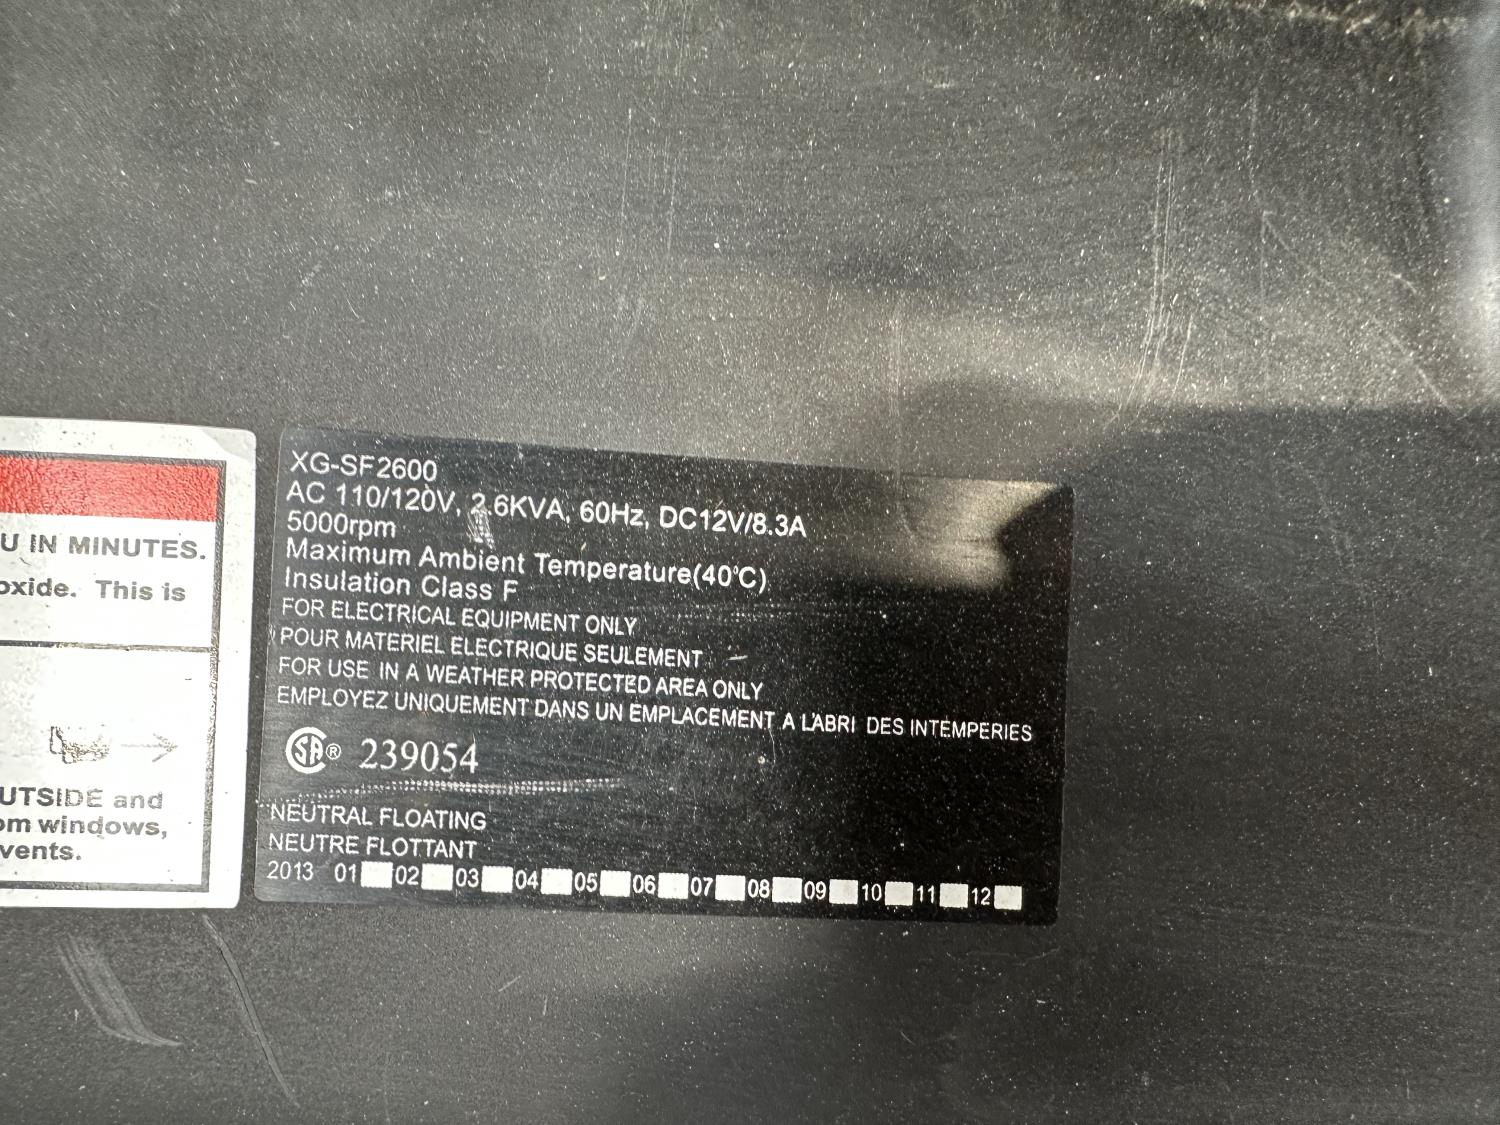 U IN MINUTES.
oxide. This is
UTSIDE and
om windows,
vents.
XG-SF2600
AC 110/120V, 2.6KVA, 60Hz, DC12V/8.3A
5000rpm
Maximum Ambient Temperature(40°C)
Insulation Class F
FOR ELECTRICAL EQUIPMENT ONLY
POUR MATERIEL ELECTRIQUE SEULEMENT
FOR USE IN A WEATHER PROTECTED AREA ONLY
EMPLOYEZ UNIQUEMENT DANS UN EMPLACEMENT A L'ABRI DES INTEMPERIES
SA® 239054
NEUTRAL FLOATING
NEUTRE FLOTTANT
2013 01 02 03 04 05 06 07 08 09 10 11 12